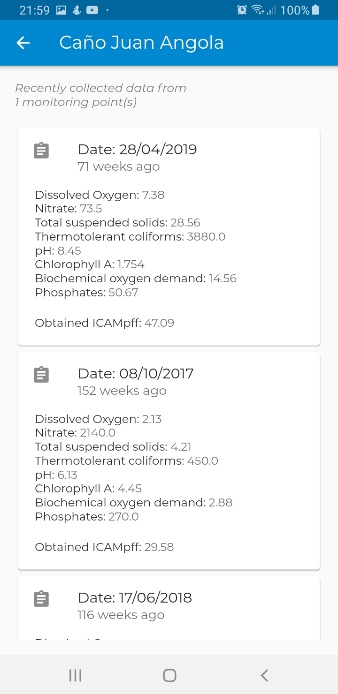 21:59 100%
Caño Juan Angola
Recently collected data from
1 monitoring point(s)
Date: 28/04/2019
71 weeks ago
Dissolved Oxygen: 7.38
Nitrate: 73.5
Total suspended solids: 28.56
Thermotolerant coliforms: 3880.0
pH: 8.45
Chlorophyll A: 1.754
Biochemical oxygen demand: 14.56
Phosphates: 50.67
Obtained ICAMpff: 47.09
Date: 08/10/2017
152 weeks ago
Dissolved Oxygen: 2.13
Nitrate: 2140.0
Total suspended solids: 4.21
Thermotolerant coliforms: 450.0
pH: 6.13
Chlorophyll A: 4.45
Biochemical oxygen demand: 2.88
Phosphates: 270.0
Obtained ICAMpff: 29.58
Date: 17/06/2018
116 weeks ago